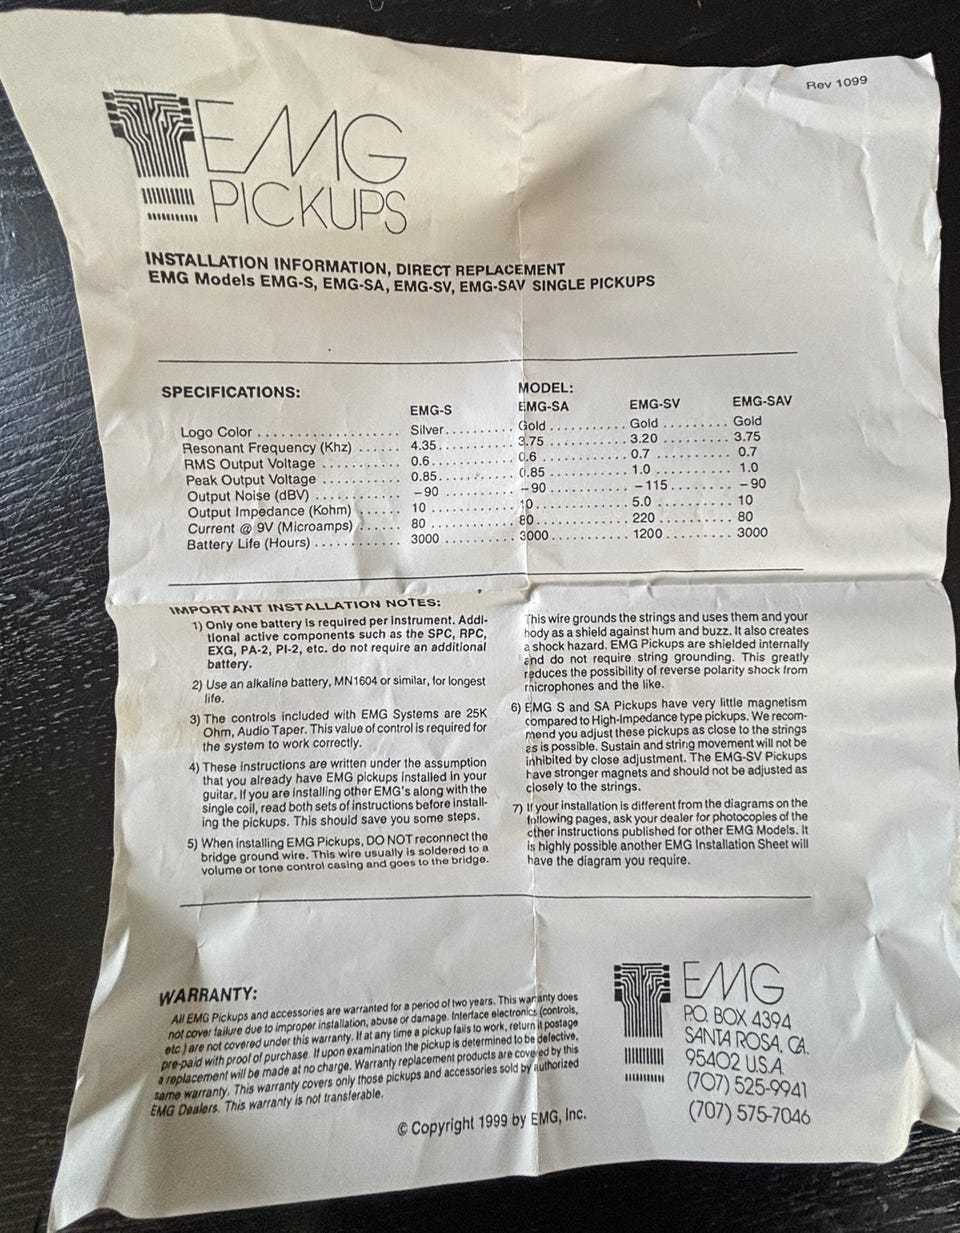 Rev 1099
EMG
PICKUPS
INSTALLATION INFORMATION, DIRECT REPLACEMENT
EMG Models EMG-S, EMG-SA, EMG-SV, EMG-SAV SINGLE PICKUPS
SPECIFICATIONS: MODEL:
EMG-S EMG-SA EMG-SV EMG-SAV
Logo Color . . . . . . . . . . . . . . . . . . Silver . . . . . . . . . Gold . . . . . . . . . . Gold . . . . . . . . . Gold
Resonant Frequency (Khz) . . . . . . 4.35 . . . . . . . . . . 3.75 . . . . . . . . . . 3.20 . . . . . . . . . 3.75
RMS Output Voltage . . . . . . . . . . . 0.6 . . . . . . . . . . . 0.6 . . . . . . . . . . . 0.7 . . . . . . . . . . 0.7
Peak Output Voltage . . . . . . . . . . . 0.85 . . . . . . . . . . 0.85 . . . . . . . . . . 1.0 . . . . . . . . . . 1.0
Output Noise (dBV) . . . . . . . . . . . . –90 . . . . . . . . . . –90 . . . . . . . . . . –115 . . . . . . . . –90
Output Impedance (Kohm) . . . . . . 10 . . . . . . . . . . . . 10 . . . . . . . . . . . . 5.0 . . . . . . . . . . 10
Current @ 9V (Microamps) . . . . . . 80 . . . . . . . . . . . . 80 . . . . . . . . . . . . 220 . . . . . . . . . . 80
Battery Life (Hours) . . . . . . . . . . . . 3000 . . . . . . . . . . 3000 . . . . . . . . . . 1200 . . . . . . . . . 3000
IMPORTANT INSTALLATION NOTES:
1) Only one battery is required per instrument. Addi-
tional active components such as the SPC, RPC,
EXG, PA-2, PI-2, etc. do not require an additional
battery.
2) Use an alkaline battery, MN1604 or similar, for longest
life.
3) The controls included with EMG Systems are 25K
Ohm, Audio Taper. This value of control is required for
the system to work correctly.
4) These instructions are written under the assumption
that you already have EMG pickups installed in your
guitar. If you are installing other EMG's along with the
single coil, read both sets of instructions before install-
ing the pickups. This should save you some steps.
5) When installing EMG Pickups, DO NOT reconnect the
bridge ground wire. This wire usually is soldered to a
volume or tone control casing and goes to the bridge.
This wire grounds the strings and uses them and your
body as a shield against hum and buzz. It also creates
a shock hazard. EMG Pickups are shielded internally
and do not require string grounding. This greatly
reduces the possibility of reverse polarity shock from
microphones and the like.
6) EMG S and SA Pickups have very little magnetism
compared to High-Impedance type pickups. We recom-
mend you adjust these pickups as close to the strings
as is possible. Sustain and string movement will not be
inhibited by close adjustment. The EMG-SV Pickups
have stronger magnets and should not be adjusted as
closely to the strings.
7) If your installation is different from the diagrams on the
following pages, ask your dealer for photocopies of the
other instructions published for other EMG Models. It
is highly possible another EMG Installation Sheet will
have the diagram you require.
WARRANTY:
All EMG Pickups and accessories are warranted for a period of two years. This warranty does
not cover failure due to improper installation, abuse or damage. Interface electronics (controls,
etc.) are not covered under this warranty. If at any time a pickup fails to work, return it postage
pre-paid with proof of purchase. If upon examination the pickup is determined to be defective,
a replacement will be made at no charge. Warranty replacement products are covered by this
same warranty. This warranty covers only those pickups and accessories sold by authorized
EMG Dealers. This warranty is not transferable.
© Copyright 1999 by EMG, Inc.
EMG
P.O. BOX 4394
SANTA ROSA, CA.
95402 U.S.A.
(707) 525-9941
(707) 575-7046